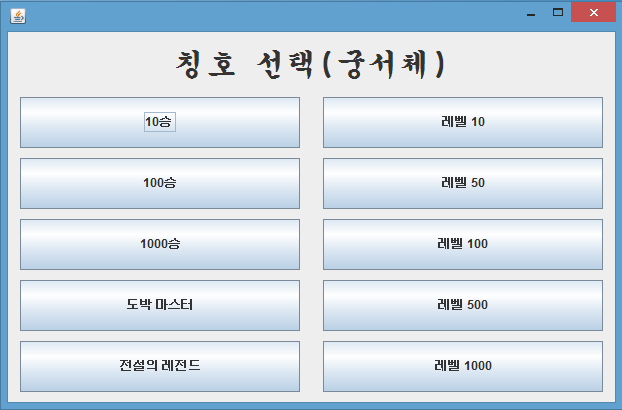 칭호 선택(궁서체)
10승
레벨 10
100승
레벨 50
1000승
레벨 100
도박 마스터
레벨 500
전설의 레전드
레벨 1000